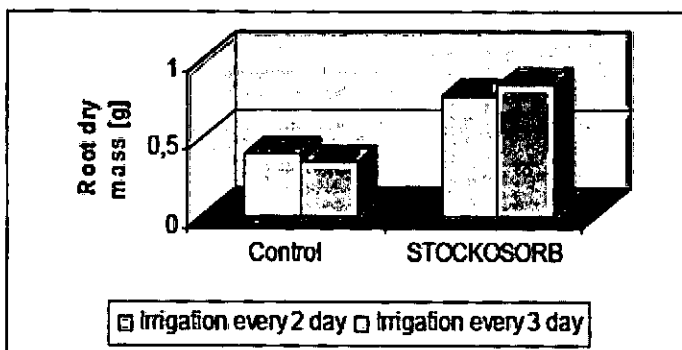 1
Root dry
mass [g]
0,5
0
Control STOCKOSORB
Irrigation every 2 day Irrigation every 3 day